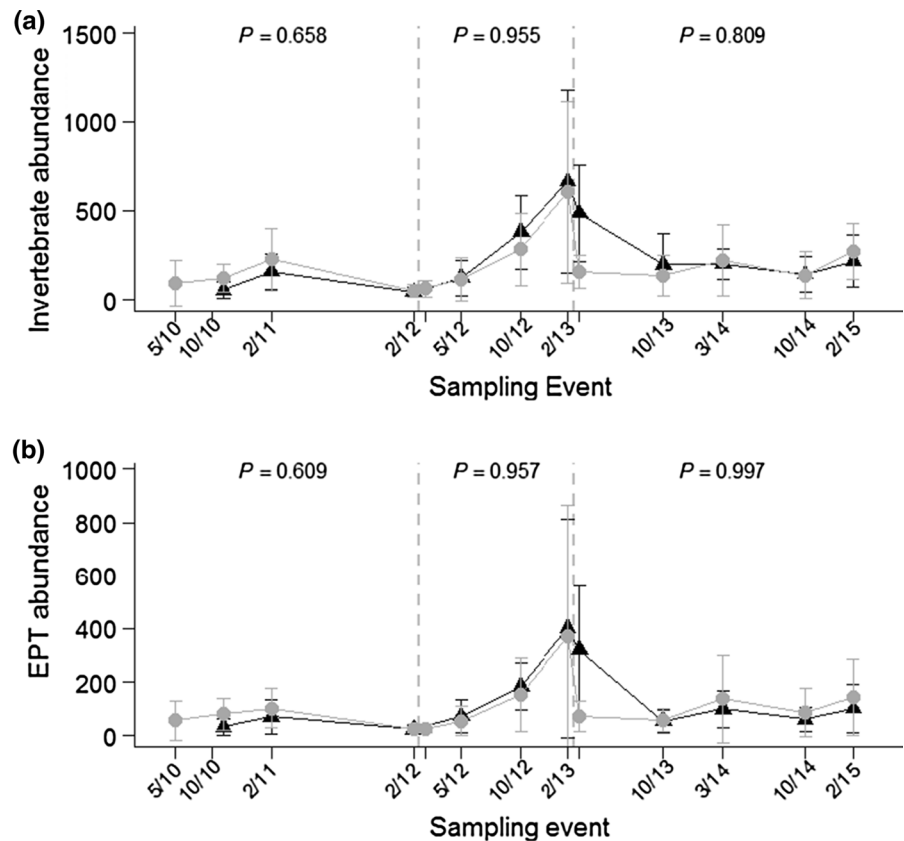 (a)
P = 0.658 P = 0.955 P = 0.809
Invertebrate abundance
1500
1000
500
0
5/10 10/10 2/11 2/12 5/12 10/12 2/13 10/13 3/14 10/14 2/15
Sampling Event
(b)
P = 0.609 P = 0.957 P = 0.997
EPT abundance
1000
800
600
400
200
0
5/10 10/10 2/11 2/12 5/12 10/12 2/13 10/13 3/14 10/14 2/15
Sampling event